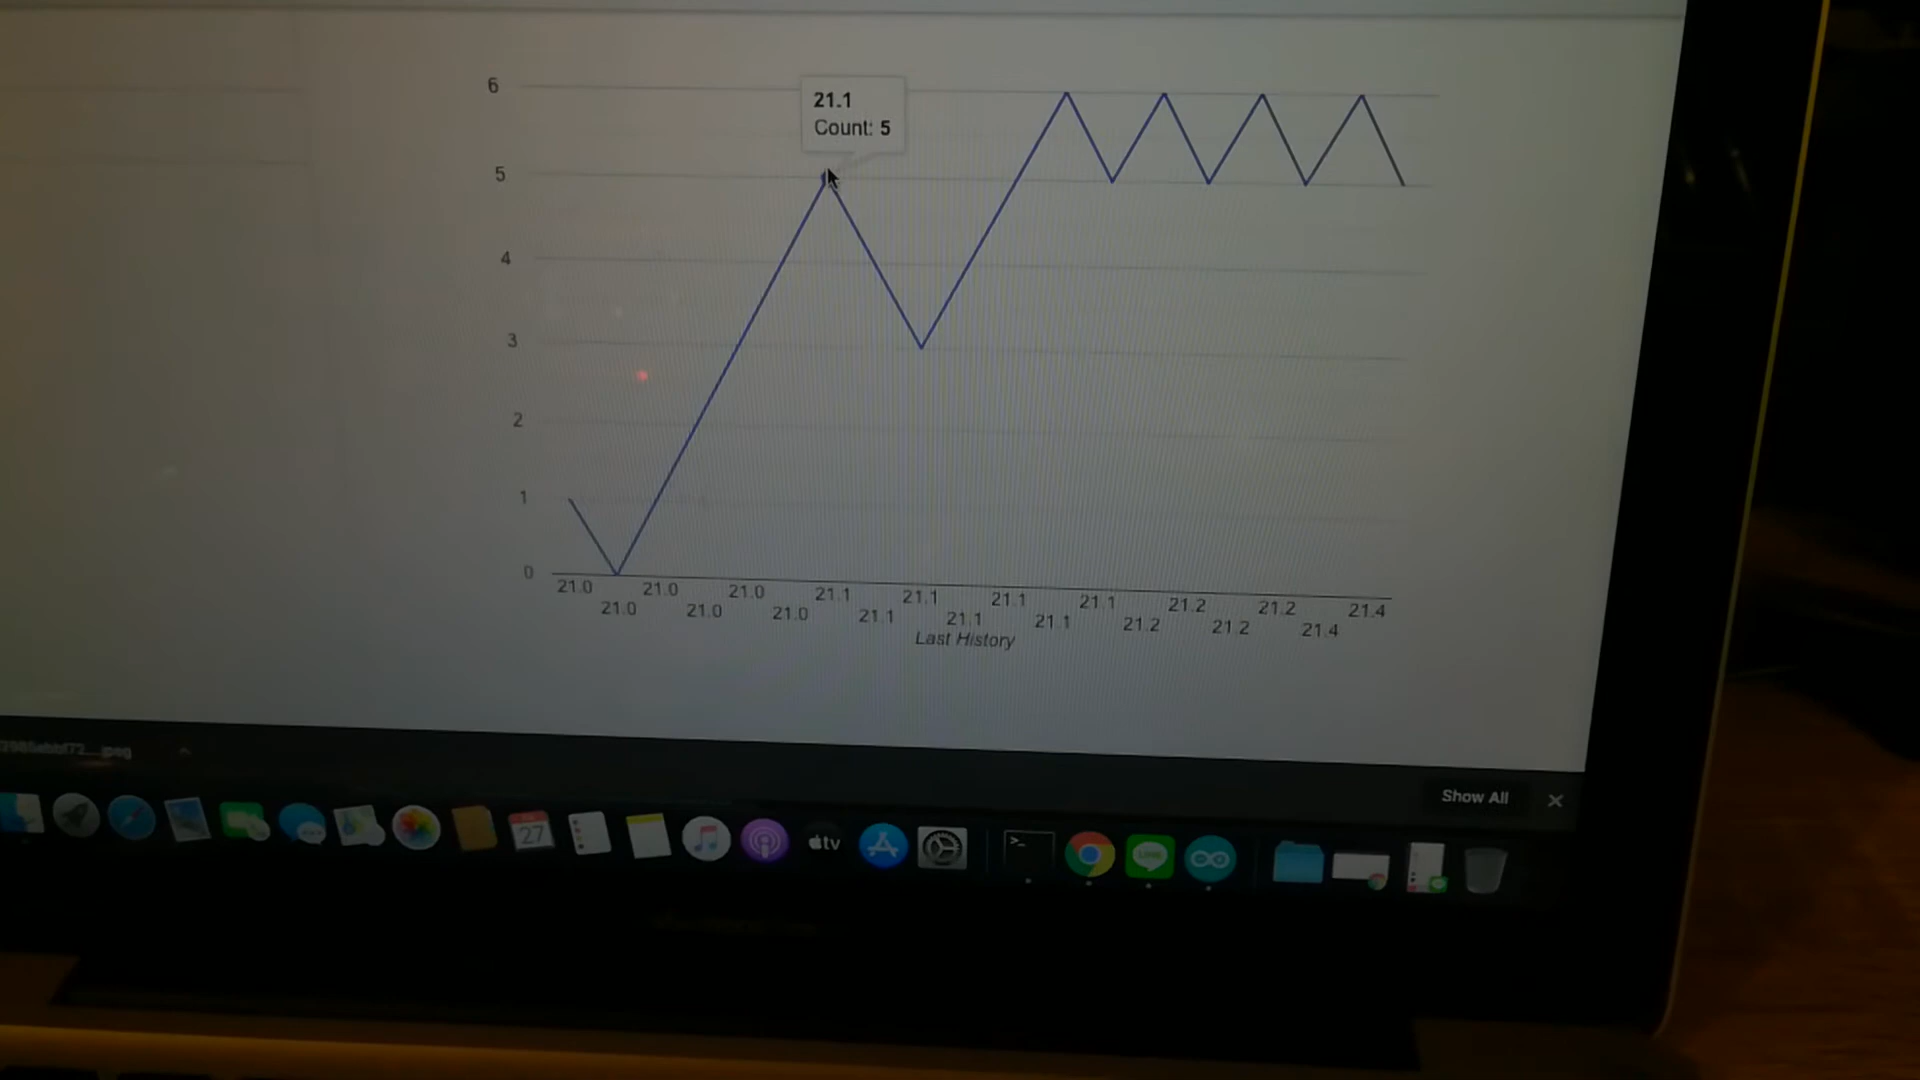 6
21.1
Count: 5
5
4
3
2
1
0
21.0 21.0 21.0 21.1 21.1 21.1 21.1 21.2 21.2 21.4
21.0 21.0 21.0 21.1 21.1 21.1 21.2 21.2 21.4
Last History
Show All
27
tv